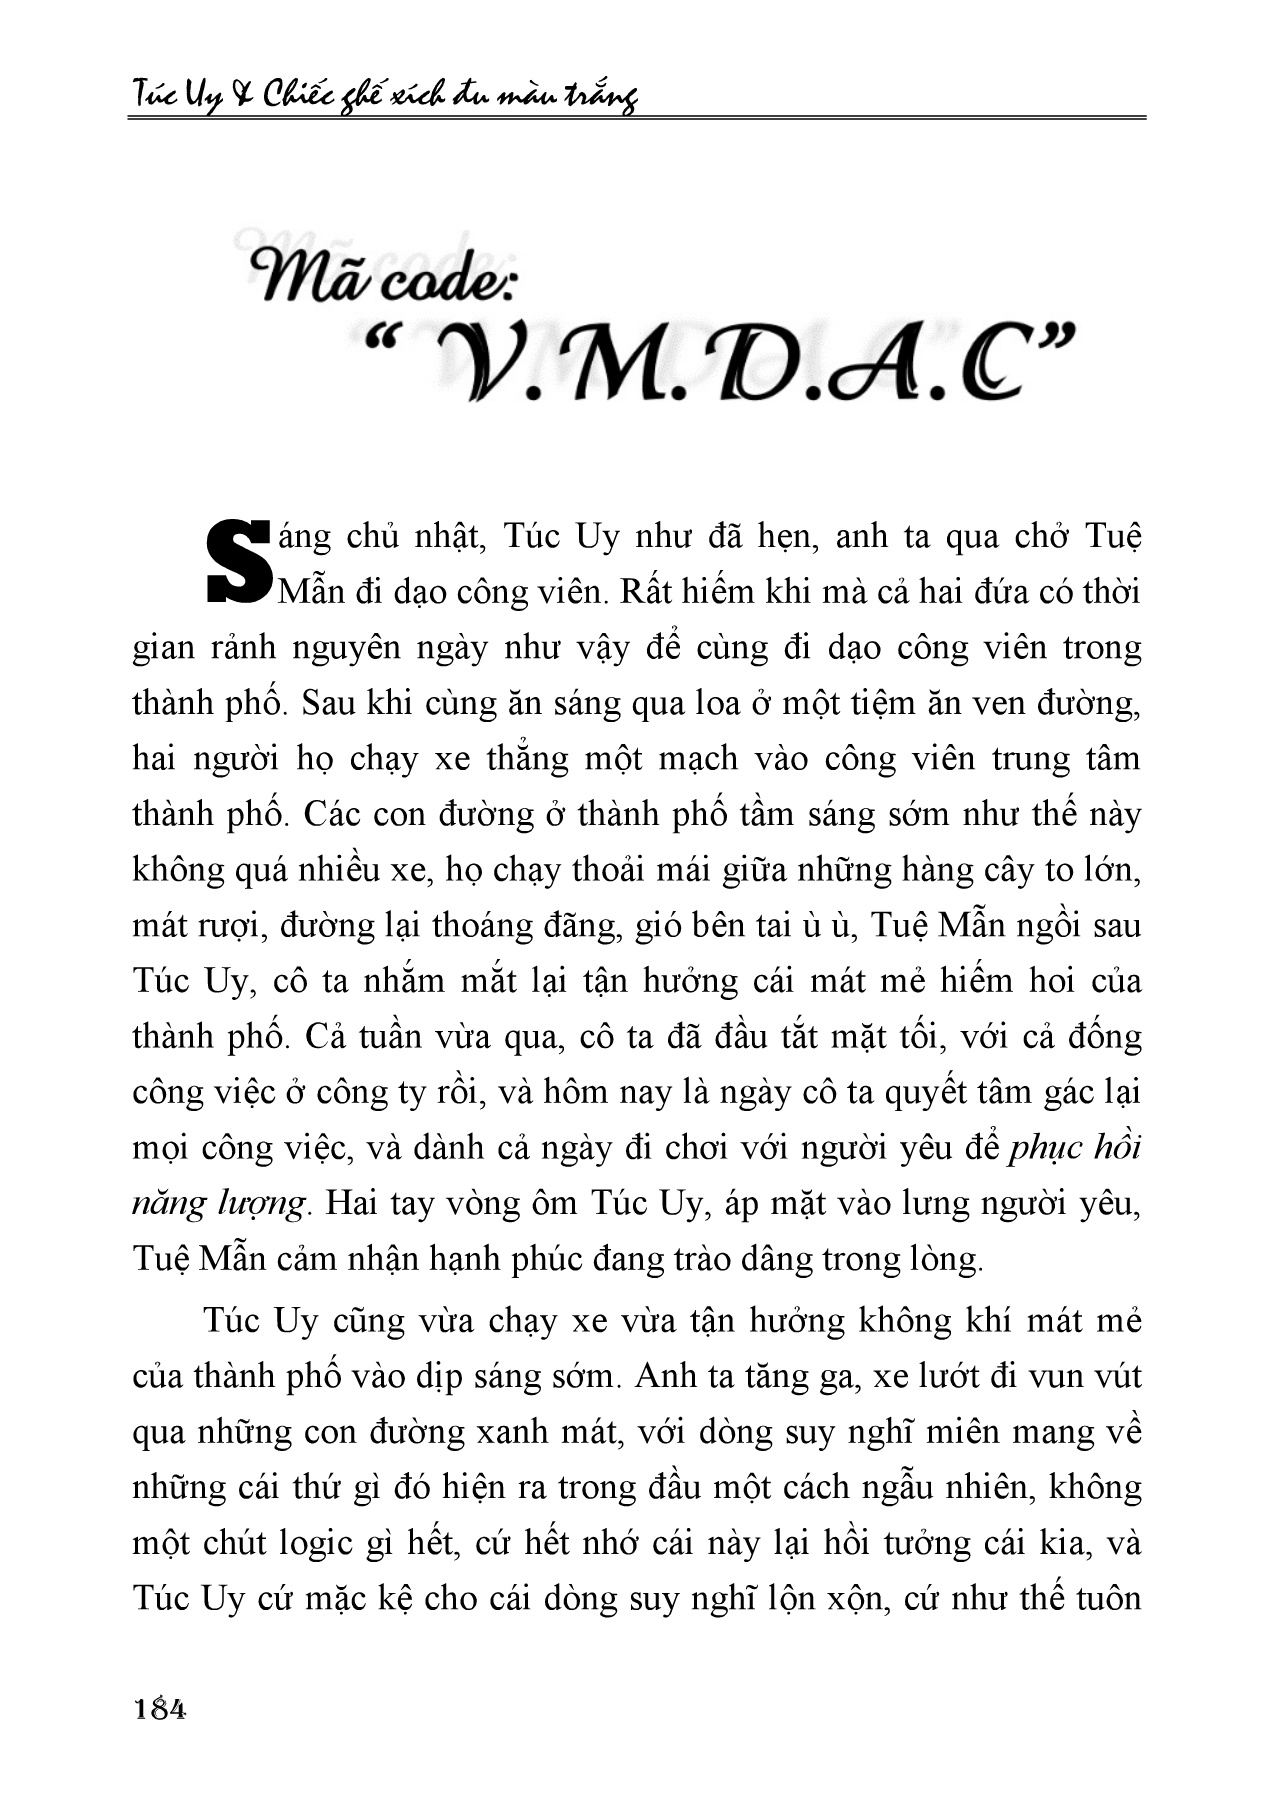 Túc Uy & Chiếc ghế xích đu màu trắng
Mã code:
“ V.M.D.A.C”
Sáng chủ nhật, Túc Uy như đã hẹn, anh ta qua chở Tuệ
Mẫn đi dạo công viên. Rất hiếm khi mà cả hai đứa có thời
gian rảnh nguyên ngày như vậy để cùng đi dạo công viên trong
thành phố. Sau khi cùng ăn sáng qua loa ở một tiệm ăn ven đường,
hai người họ chạy xe thẳng một mạch vào công viên trung tâm
thành phố. Các con đường ở thành phố tầm sáng sớm như thế này
không quá nhiều xe, họ chạy thoải mái giữa những hàng cây to lớn,
mát rượi, đường lại thoáng đãng, gió bên tai ù ù, Tuệ Mẫn ngồi sau
Túc Uy, cô ta nhắm mắt lại tận hưởng cái mát mẻ hiếm hoi của
thành phố. Cả tuần vừa qua, cô ta đã đầu tắt mặt tối, với cả đống
công việc ở công ty rồi, và hôm nay là ngày cô ta quyết tâm gác lại
mọi công việc, và dành cả ngày đi chơi với người yêu để phục hồi
năng lượng. Hai tay vòng ôm Túc Uy, áp mặt vào lưng người yêu,
Tuệ Mẫn cảm nhận hạnh phúc đang trào dâng trong lòng.
Túc Uy cũng vừa chạy xe vừa tận hưởng không khí mát mẻ
của thành phố vào dịp sáng sớm. Anh ta tăng ga, xe lướt đi vun vút
qua những con đường xanh mát, với dòng suy nghĩ miên mang về
những cái thứ gì đó hiện ra trong đầu một cách ngẫu nhiên, không
một chút logic gì hết, cứ hết nhớ cái này lại hồi tưởng cái kia, và
Túc Uy cứ mặc kệ cho cái dòng suy nghĩ lộn xộn, cứ như thế tuôn
184